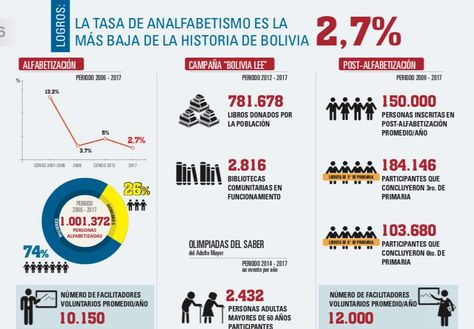 6
LOGROS:
LA TASA DE ANALFABETISMO ES LA
MÁS BAJA DE LA HISTORIA DE BOLIVIA
2,7%
ALFABETIZACIÓN
PERIODO 2006 - 2017
%
13.3%
3.7%
5%
2.7%
CENSO 2001-2006
2008
CENSO 2012
2017
PERIODO
2006 - 2017
1.001,372
PERSONAS
ALFABETIZADAS
MUJERES
HOMBRES
26%
74%
NÚMERO DE FACILITADORES
VOLUNTARIOS PROMEDIO/AÑO
10.150
CAMPAÑA "BOLIVIA LEE"
PERIODO 2012 - 2017
781.678
LIBROS DONADOS POR
LA POBLACIÓN
2.816
BIBLIOTECAS
COMUNITARIAS EN
FUNCIONAMIENTO
OLIMPIADAS DEL SABER
del Adulto Mayor
PERIODO 2014 - 2017
un evento por año
2.432
PERSONAS ADULTAS
MAYORES DE 60 AÑOS
PARTICIPANTES
POST-ALFABETIZACIÓN
PERIODO 2009 - 2017
150.000
PERSONAS INSCRITAS EN
POST-ALFABETIZACIÓN
PROMEDIO/AÑO
184.146
PARTICIPANTES QUE
CONCLUYERON 3ro. DE
PRIMARIA
103.680
PARTICIPANTES QUE
CONCLUYERON 6to. DE
PRIMARIA
NÚMERO DE FACILITADORES
VOLUNTARIOS PROMEDIO/AÑO
12.000